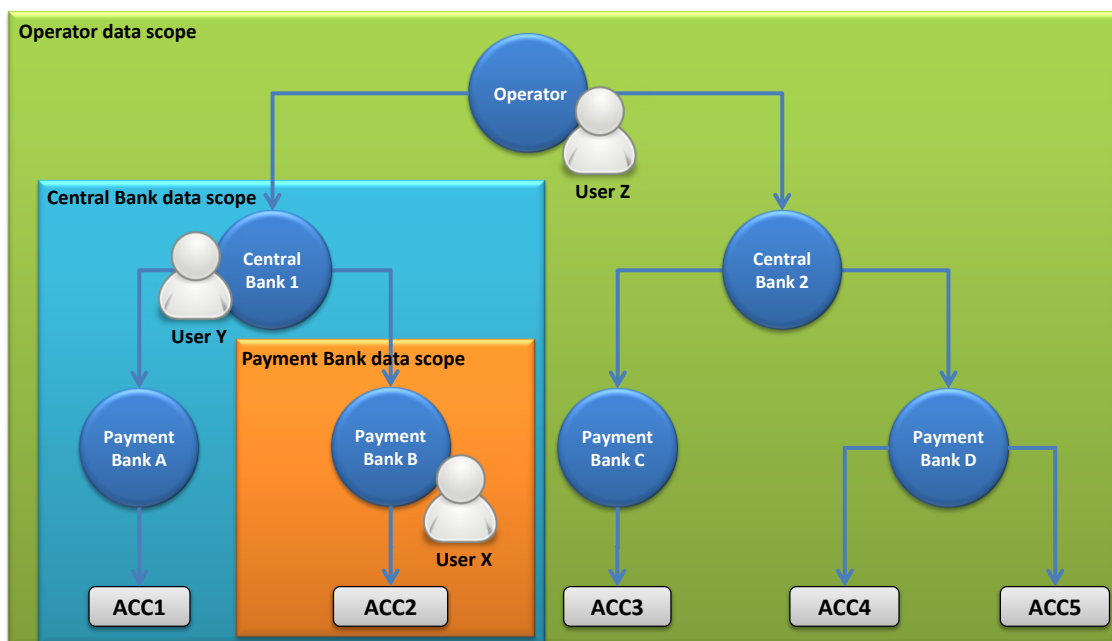 Operator data scope
Operator
User Z
Central Bank data scope
Central
Bank 1
Central
Bank 2
User Y
Payment Bank data scope
Payment
Bank A
Payment
Bank B
Payment
Bank C
Payment
Bank D
User X
ACC1
ACC2
ACC3
ACC4
ACC5